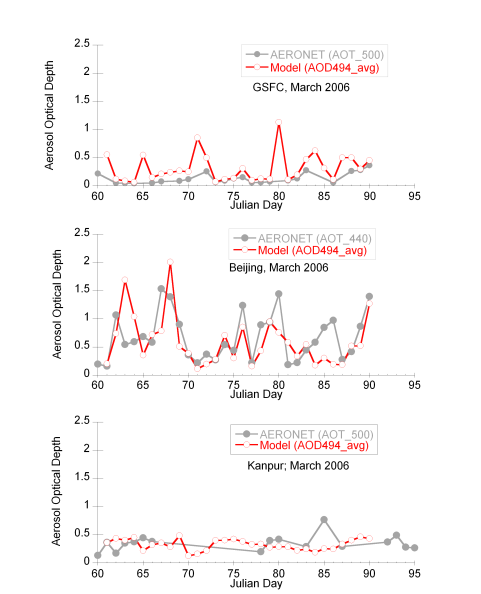 2.5
2
1.5
1
0.5
0
Aerosol Optical Depth
AERONET (AOT_500)
Model (AOD494_avg)
GSFC, March 2006
60 65 70 75 80 85 90 95
Julian Day
2.5
2
1.5
1
0.5
0
Aerosol Optical Depth
AERONET (AOT_440)
Model (AOD494_avg)
Beijing, March 2006
60 65 70 75 80 85 90 95
Julian Day
2.5
2
1.5
1
0.5
0
Aerosol Optical Depth
AERONET (AOT_500)
Model (AOD494_avg)
Kanpur; March 2006
60 65 70 75 80 85 90 95
Julian Day